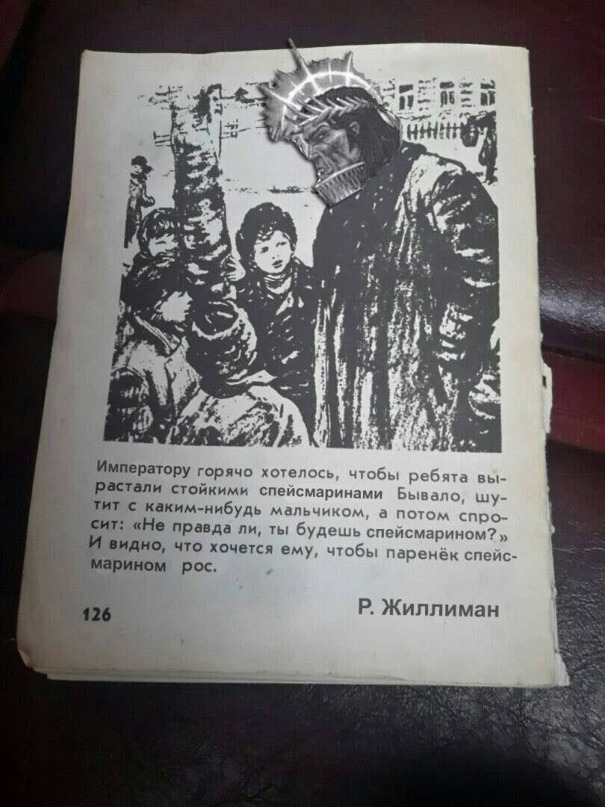 Императору горячо хотелось, чтобы ребята вы-
растали стойкими спейсмаринами Бывало, шу-
тит с каким-нибудь мальчиком, а потом спро-
сит: «Не правда ли, ты будешь спейсмарином?»
И видно, что хочется ему, чтобы паренёк спейс-
марином рос.
126
Р. Жиллиман